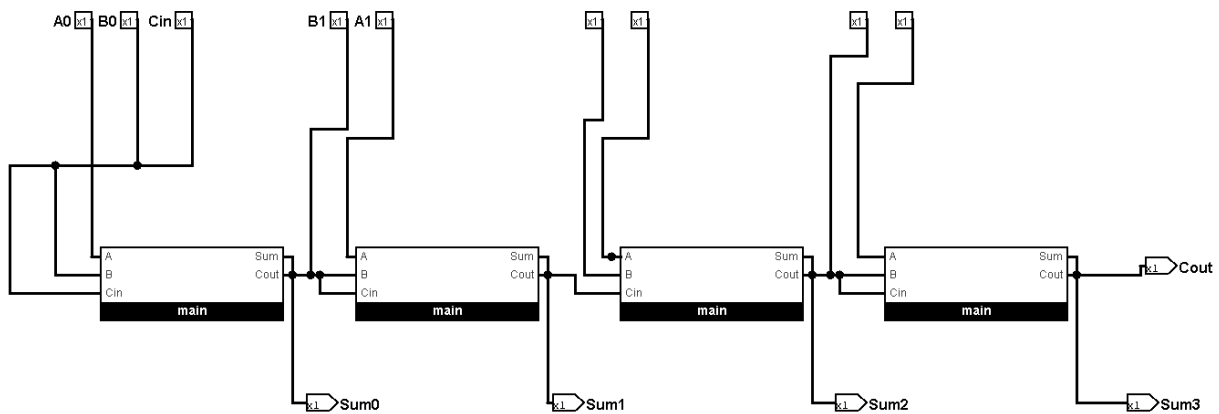 A0 x1 B0 x1 Cin x1 B1 x1 A1 x1 x1 x1 x1 x1
A Sum A Sum A Sum A Sum
B Cout B Cout B Cout B Cout x1 Cout
Cin Cin Cin Cin
main main main main
x1 Sum0 x1 Sum1 x1 Sum2 x1 Sum3